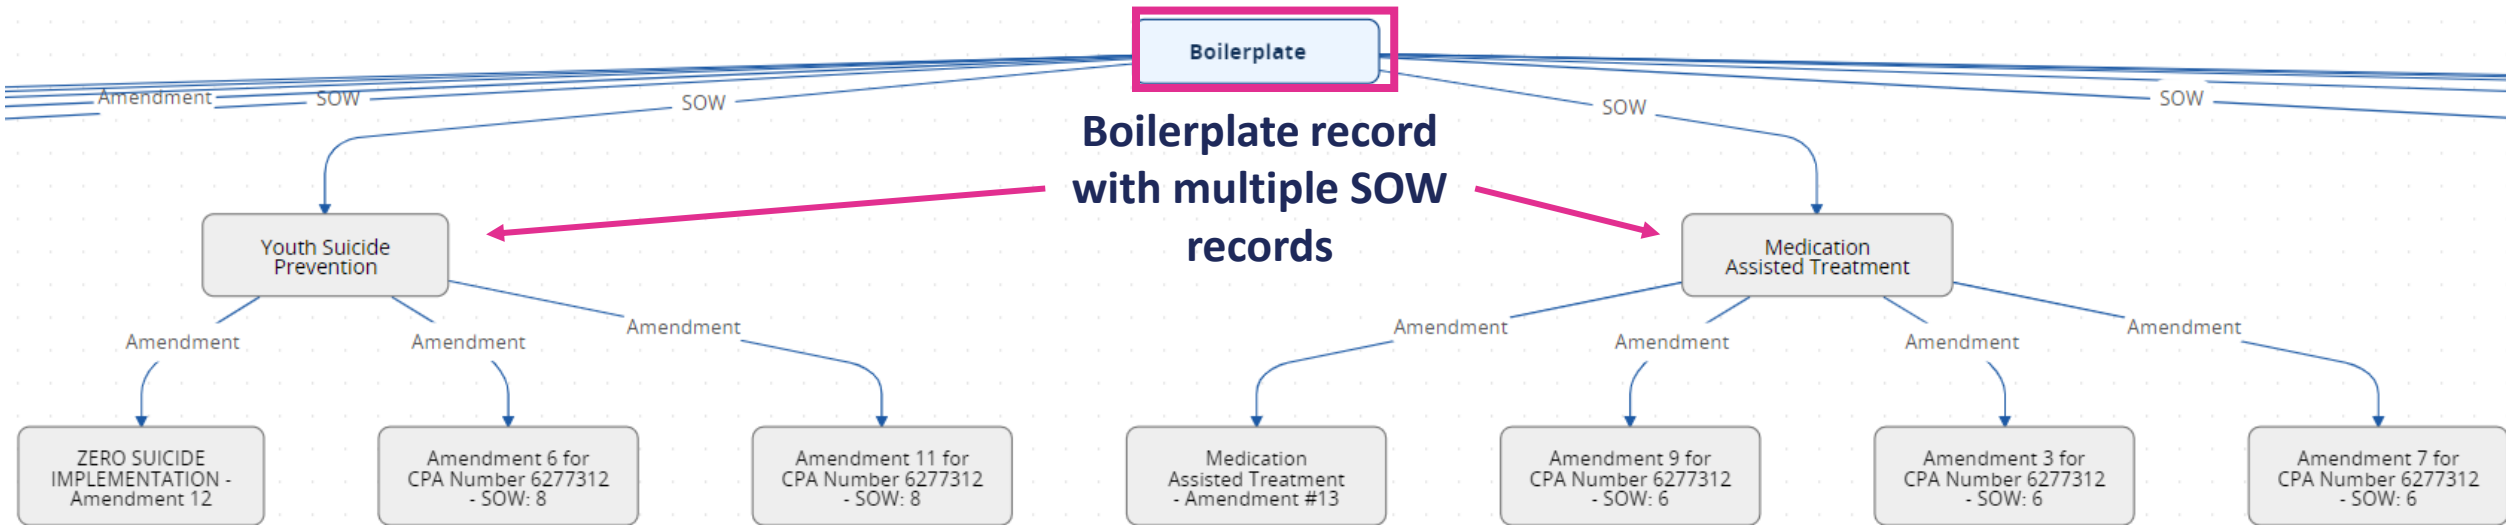 Boilerplate
Amendment
SOW
SOW
SOW
SOW
Boilerplate record
with multiple SOW
records
Youth Suicide
Prevention
Medication
Assisted Treatment
Amendment
Amendment
Amendment
Amendment
Amendment
Amendment
Amendment
ZERO SUICIDE
IMPLEMENTATION -
Amendment 12
Amendment 6 for
CPA Number 6277312
- SOW: 8
Amendment 11 for
CPA Number 6277312
- SOW: 8
Medication
Assisted Treatment
- Amendment #13
Amendment 9 for
CPA Number 6277312
- SOW: 6
Amendment 3 for
CPA Number 6277312
- SOW: 6
Amendment 7 for
CPA Number 6277312
- SOW: 6